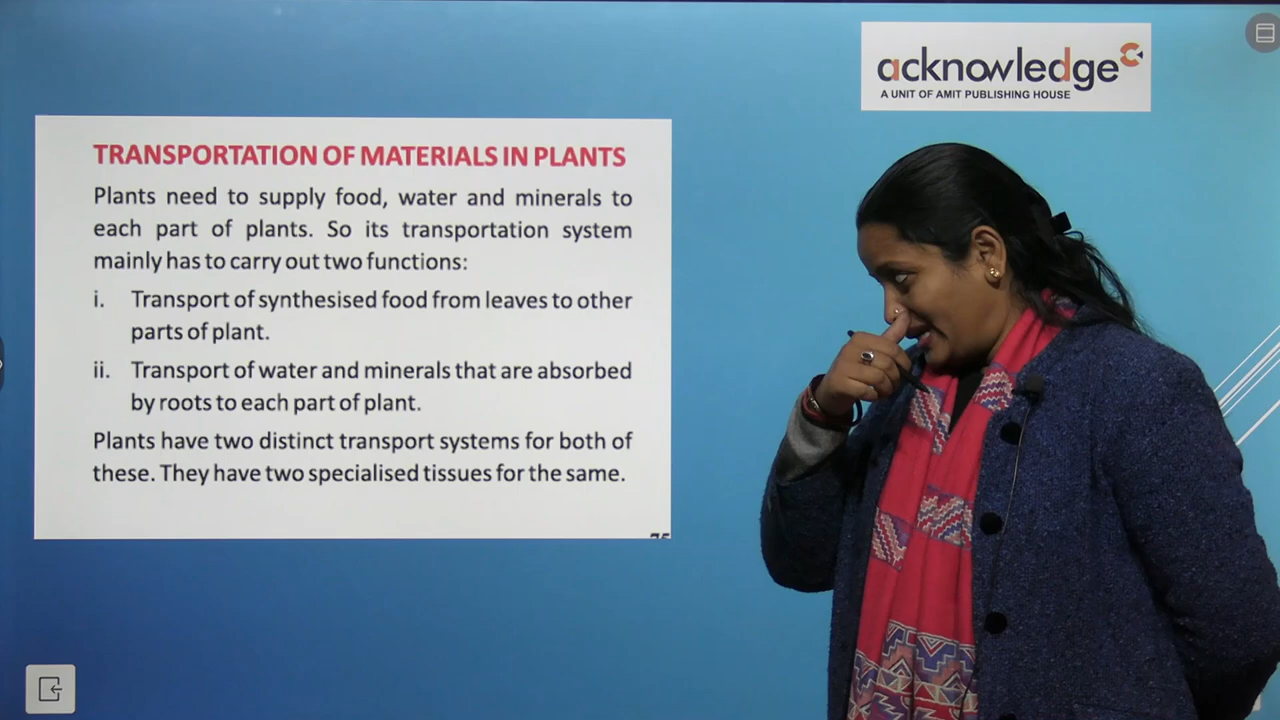 acknowledge
A UNIT OF AMIT PUBLISHING HOUSE
TRANSPORTATION OF MATERIALS IN PLANTS
Plants need to supply food, water and minerals to
each part of plants. So its transportation system
mainly has to carry out two functions:
i. Transport of synthesised food from leaves to other
parts of plant.
ii. Transport of water and minerals that are absorbed
by roots to each part of plant.
Plants have two distinct transport systems for both of
these. They have two specialised tissues for the same.